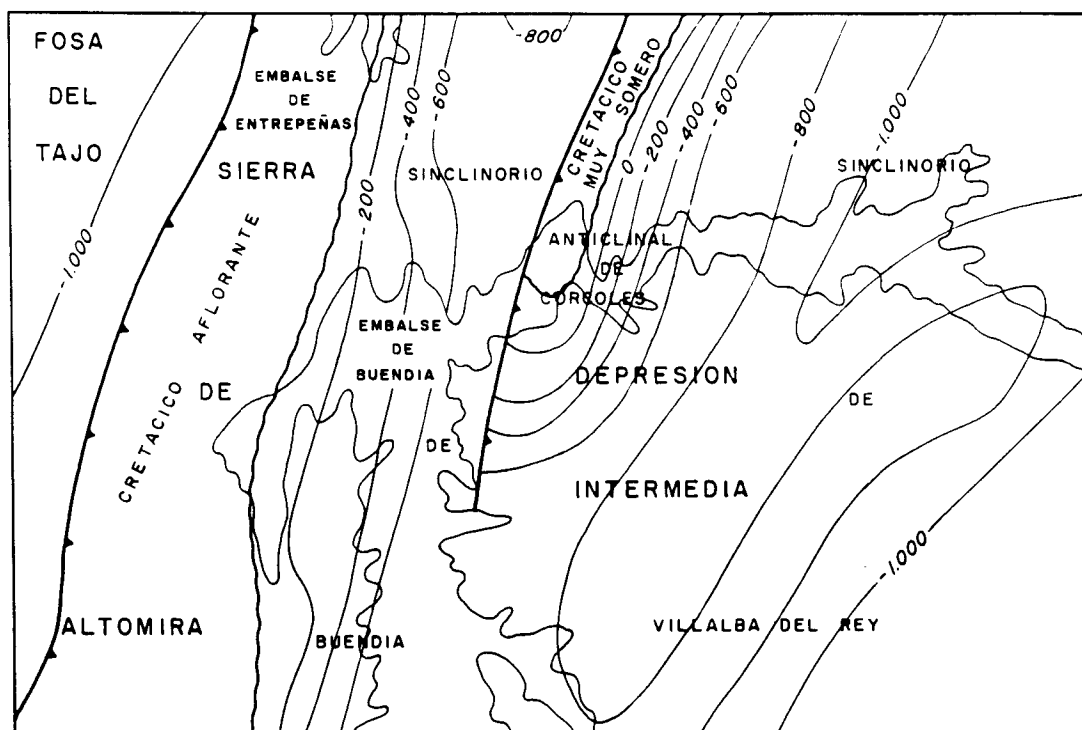 FOSA
DEL
TAJO
-1.000
EMBALSE
DE
ENTREPEÑAS
SIERRA
DE
ALTOMIRA
CRETACICO AFLORANTE
-200
-400
-600
-800
SINCLINORIO
DE
BUENDIA
EMBALSE
DE
BUENDIA
CRETACICO
MUY SOMERO
0
-200
-400
-600
-800
-1.000
SINCLINORIO
DE
VILLALBA DEL REY
ANTICLINAL
DE
CORCOLES
DEPRESION
INTERMEDIA
-1.000